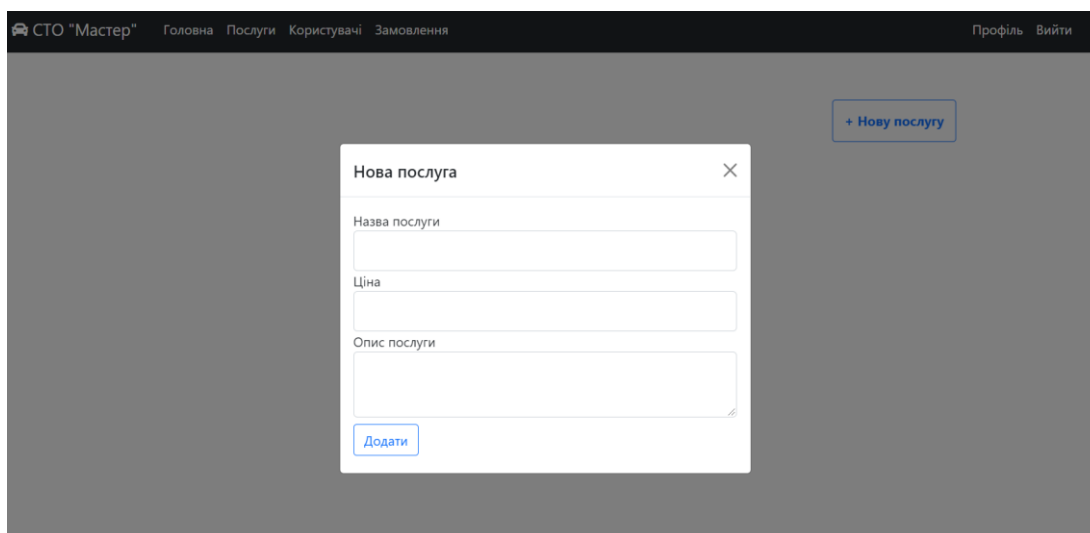 СТО "Мастер" Головна Послуги Користувачі Замовлення Профіль Вийти
+ Нову послугу
Нова послуга
Назва послуги
Ціна
Опис послуги
Додати